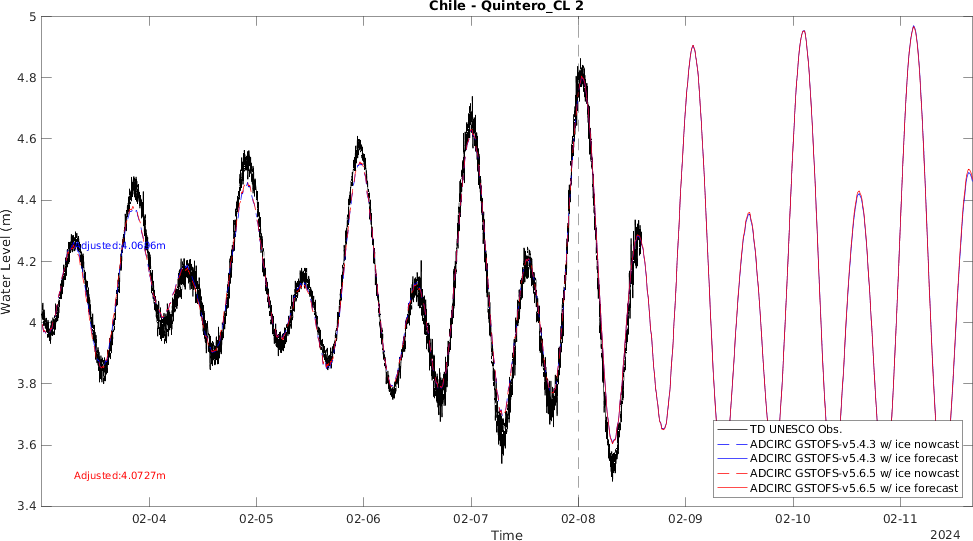 Chile - Quintero_CL 2
5
4.8
4.6
4.4
4.2
4
3.8
3.6
3.4
Water Level (m)
Adjusted:4.0696m
Adjusted:4.0727m
TD UNESCO Obs.
ADCIRC GSTOFS-v5.4.3 w/ ice nowcast
ADCIRC GSTOFS-v5.4.3 w/ ice forecast
ADCIRC GSTOFS-v5.6.5 w/ ice nowcast
ADCIRC GSTOFS-v5.6.5 w/ ice forecast
02-04 02-05 02-06 02-07 02-08 02-09 02-10 02-11
Time
2024